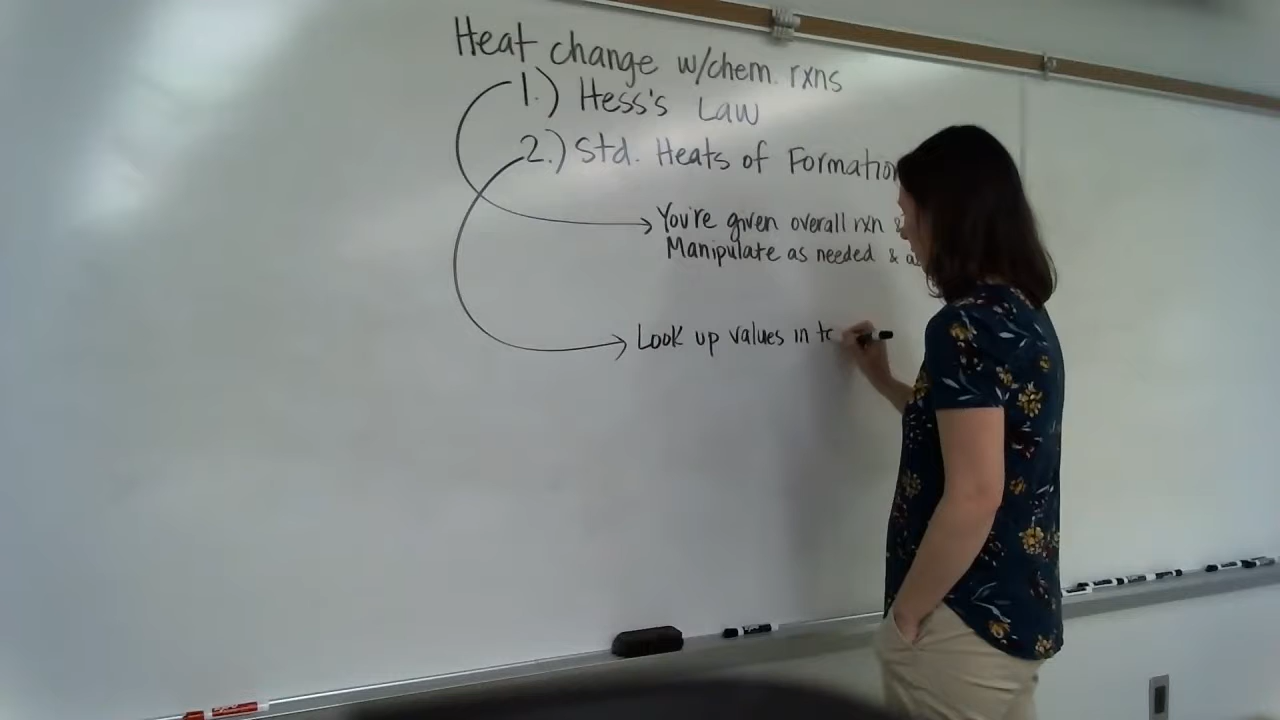 Heat change w/chem. rxns
1.) Hess's Law
2.) Std. Heats of Formation
You're given overall rxn &
Manipulate as needed &
Look up values in